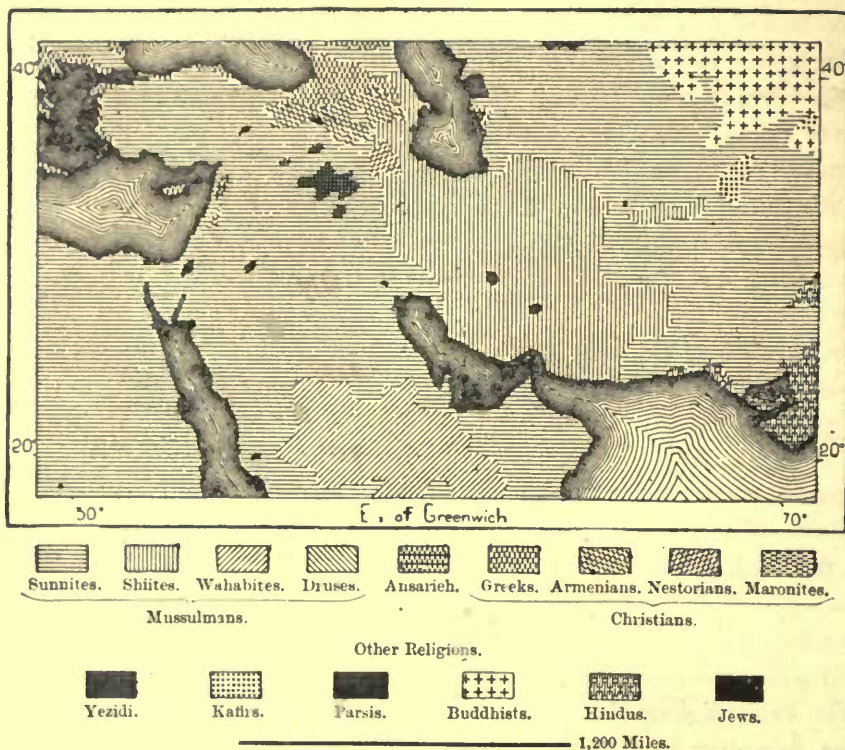 40° 40°
20° 20°
50° E. of Greenwich 70°
Sunnites. Shiites. Wahabites. Druses. Ansarieh. Greeks. Armenians. Nestorians. Maronites.
Mussulmans. Christians.
Other Religions.
Yezidi. Kafirs. Parsis. Buddhists. Hindus. Jews.
1,200 Miles.